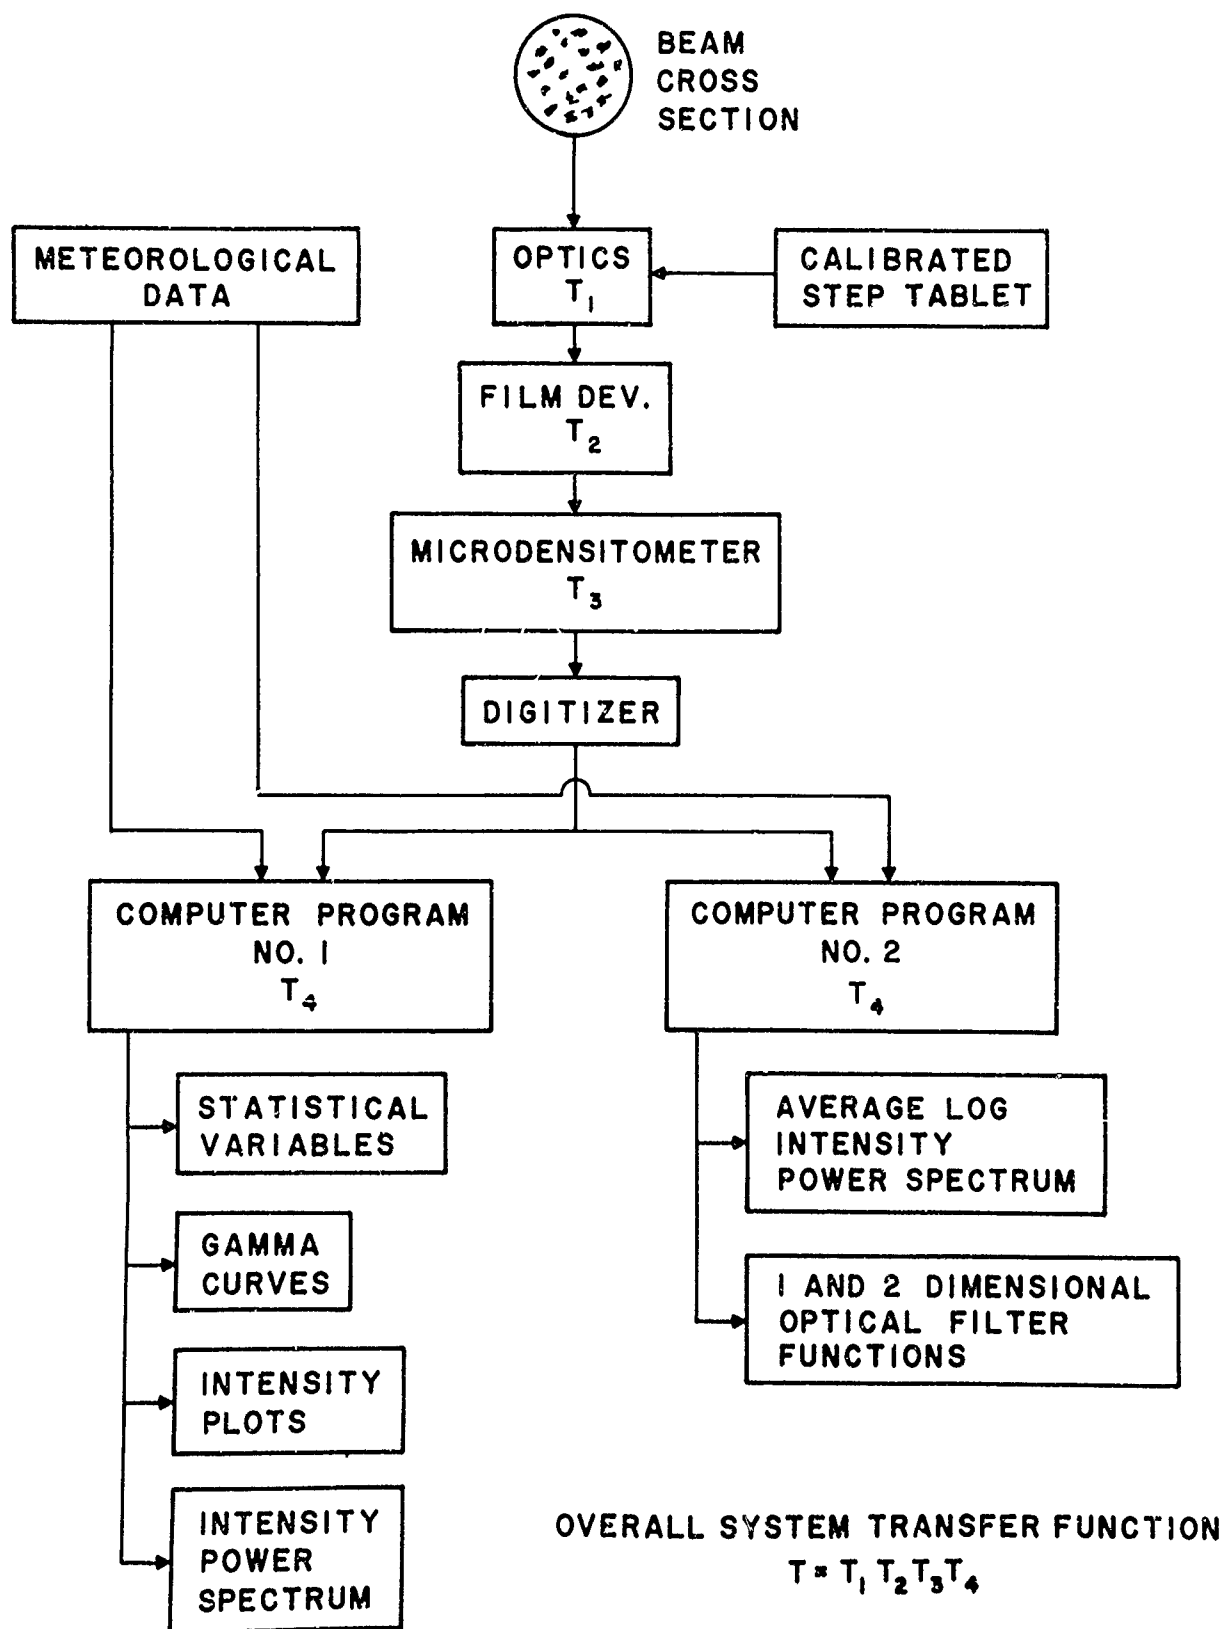 BEAM
CROSS
SECTION
METEOROLOGICAL
DATA
OPTICS
T₁
CALIBRATED
STEP TABLET
FILM DEV.
T₂
MICRODENSITOMETER
T₃
DIGITIZER
COMPUTER PROGRAM
NO. 1
T₄
COMPUTER PROGRAM
NO. 2
T₄
STATISTICAL
VARIABLES
GAMMA
CURVES
INTENSITY
PLOTS
INTENSITY
POWER
SPECTRUM
AVERAGE LOG
INTENSITY
POWER SPECTRUM
1 AND 2 DIMENSIONAL
OPTICAL FILTER
FUNCTIONS
OVERALL SYSTEM TRANSFER FUNCTION
T = T₁ T₂ T₃ T₄